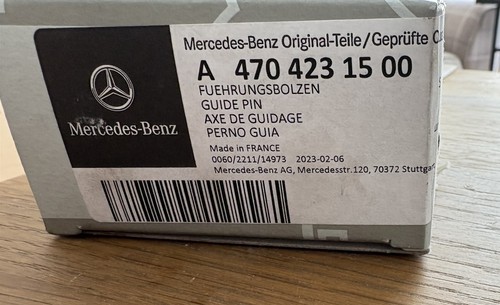 Mercedes-Benz Original-Teile/Geprüfte
A 470 423 15 00
FUEHRUNGSBOLZEN
GUIDE PIN
AXE DE GUIDAGE
PERNO GUIA
Made in FRANCE
0060/2211/14973 2023-02-06
Mercedes-Benz AG, Mercedesstr.120, 70372 Stuttga
Mercedes-Benz